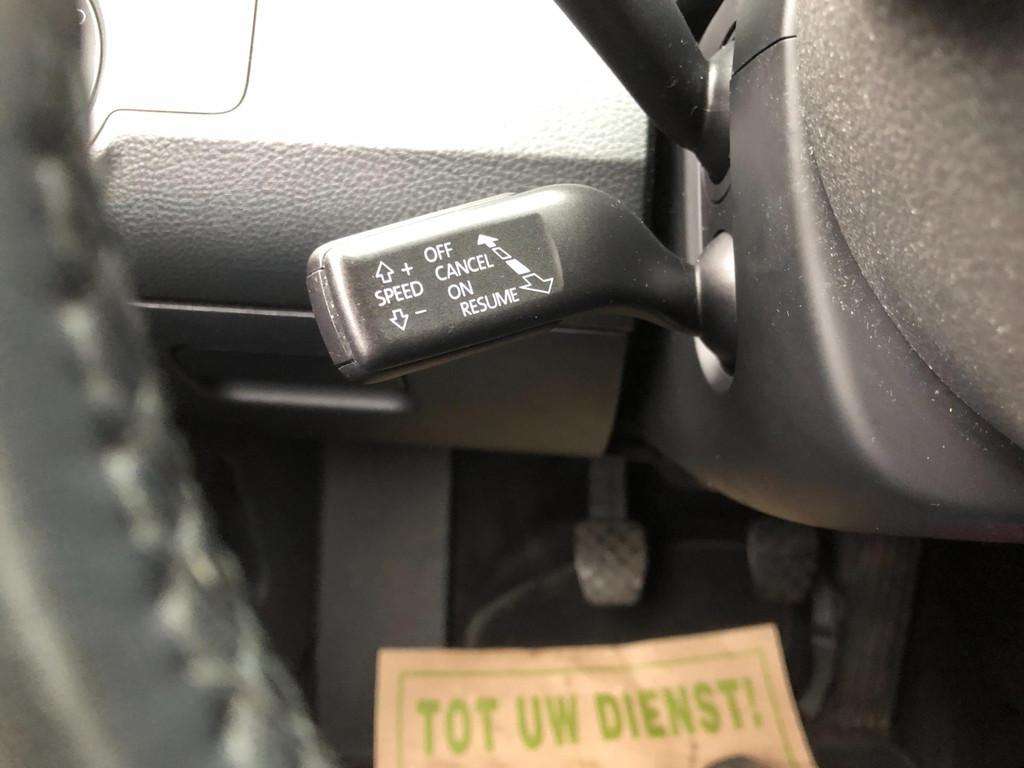 + OFF
CANCEL
SPEED ON
- RESUME
TOT UW DIENST!